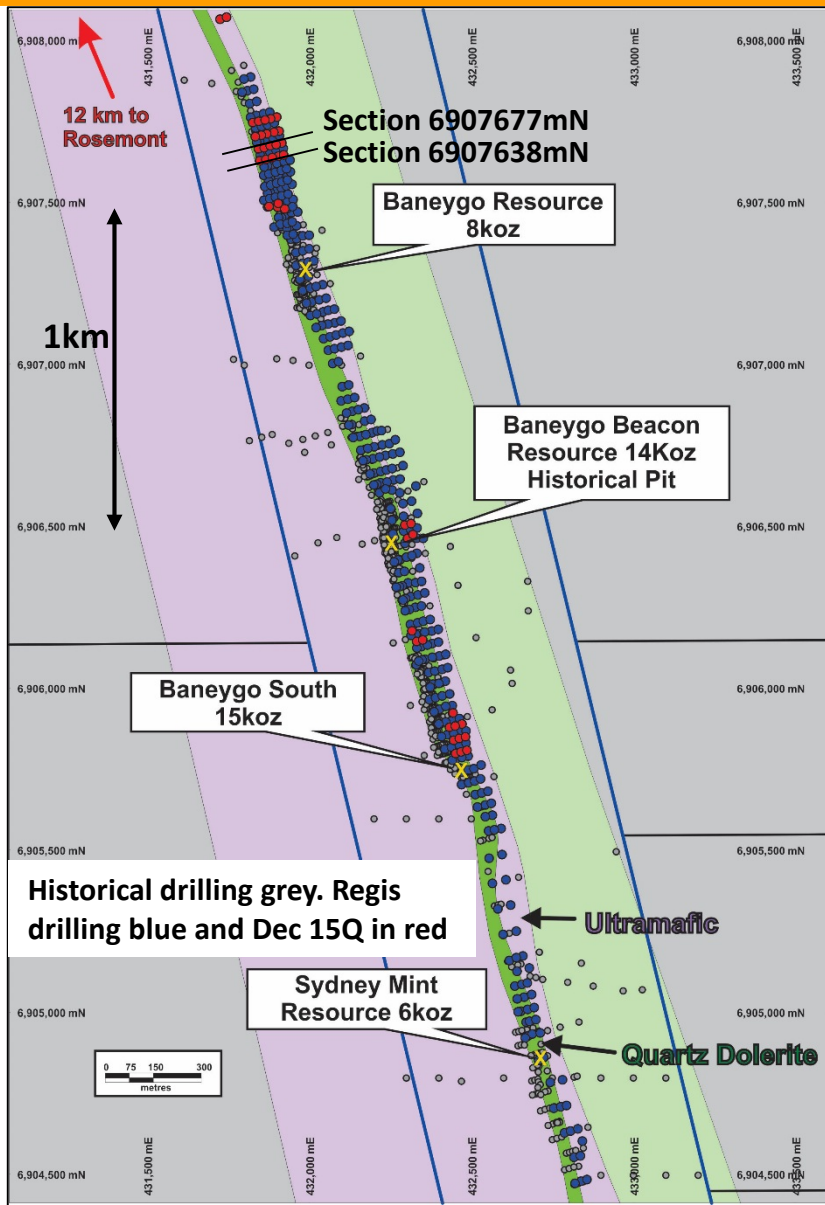 431,500 mE
432,000 mE
432,500 mE
433,000 mE
433,500 mE
6,908,000 mN
6,908,000 mN
12 km to
Rosemont
Section 6907677mN
Section 6907638mN
6,907,500 mN
6,907,500 mN
Baneygo Resource
8koz
1km
6,907,000 mN
6,907,000 mN
Baneygo Beacon
Resource 14Koz
Historical Pit
6,906,500 mN
6,906,500 mN
6,906,000 mN
6,906,000 mN
Baneygo South
15koz
6,905,500 mN
6,905,500 mN
Historical drilling grey. Regis
drilling blue and Dec 15Q in red
Ultramafic
Sydney Mint
Resource 6koz
6,905,000 mN
6,905,000 mN
Quartz Dolerite
0 75 150 300
metres
6,904,500 mN
6,904,500 mN
431,500 mE
432,000 mE
432,500 mE
433,000 mE
433,500 mE